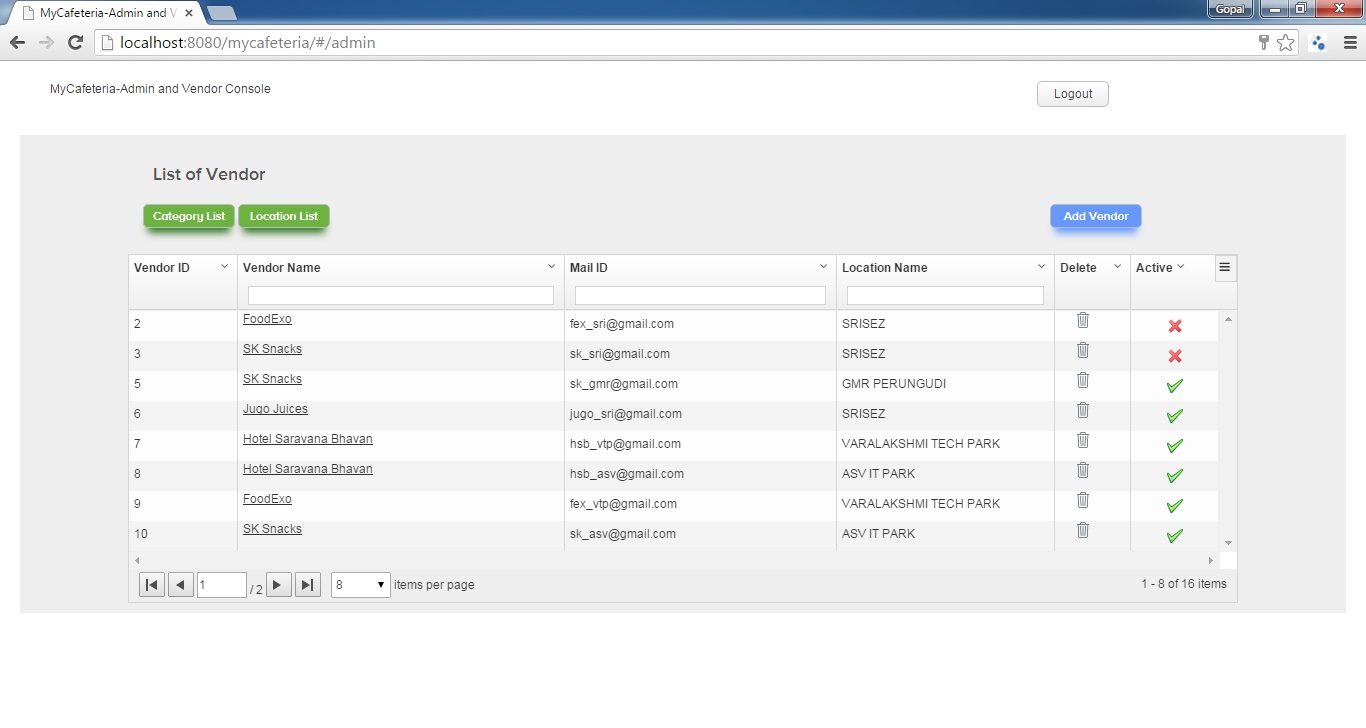 MyCafeteria-Admin and V
Gopal
localhost:8080/mycafeteria/#/admin
MyCafeteria-Admin and Vendor Console
Logout
List of Vendor
Category List Location List Add Vendor
Vendor ID Vendor Name Mail ID Location Name Delete Active
2 FoodExo fex_sri@gmail.com SRISEZ
3 SK Snacks sk_sri@gmail.com SRISEZ
5 SK Snacks sk_gmr@gmail.com GMR PERUNGUDI
6 Jugo Juices jugo_sri@gmail.com SRISEZ
7 Hotel Saravana Bhavan hsb_vtp@gmail.com VARALAKSHMI TECH PARK
8 Hotel Saravana Bhavan hsb_asv@gmail.com ASV IT PARK
9 FoodExo fex_vtp@gmail.com VARALAKSHMI TECH PARK
10 SK Snacks sk_asv@gmail.com ASV IT PARK
1 / 2 8 items per page 1 - 8 of 16 items